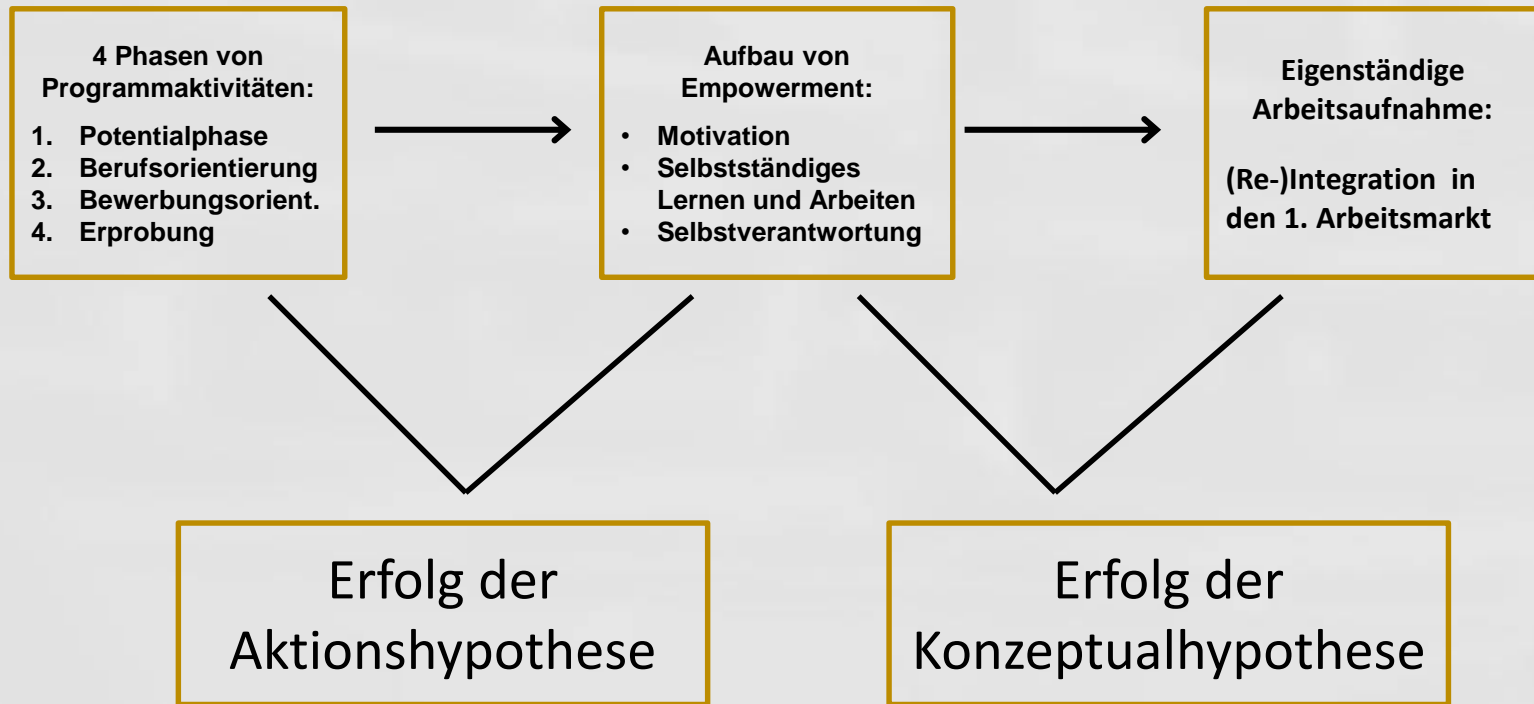 4 Phasen von
Programmaktivitäten:
1. Potentialphase
2. Berufsorientierung
3. Bewerbungsorient.
4. Erprobung
Aufbau von
Empowerment:
• Motivation
• Selbstständiges
Lernen und Arbeiten
• Selbstverantwortung
Eigenständige
Arbeitsaufnahme:
(Re-)Integration in
den 1. Arbeitsmarkt
Erfolg der
Aktionshypothese
Erfolg der
Konzeptualhypothese